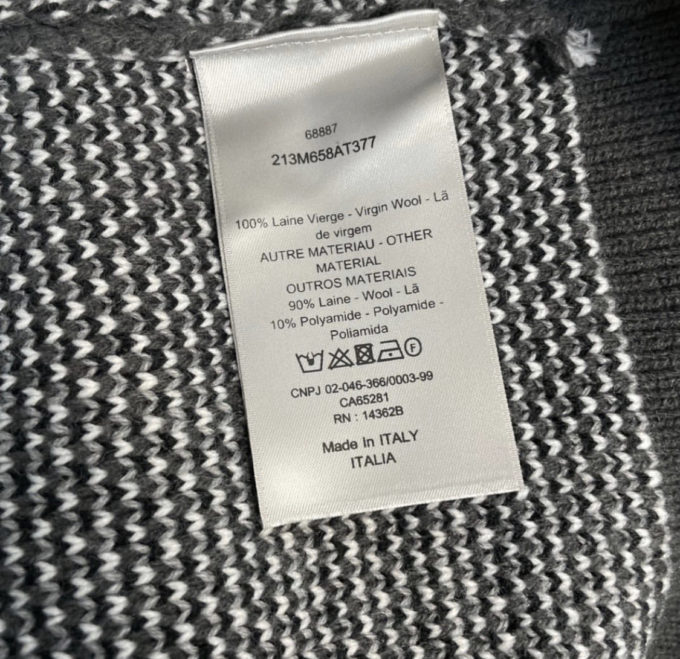 68887
213M658AT377
100% Laine Vierge - Virgin Wool - Lã
de virgem
AUTRE MATERIAU - OTHER
MATERIAL
OUTROS MATERIAIS
90% Laine - Wool - Lã
10% Polyamide - Polyamide -
Poliamida
F
CNPJ 02-046-366/0003-99
CA65281
RN : 14362B
Made In ITALY
ITALIA